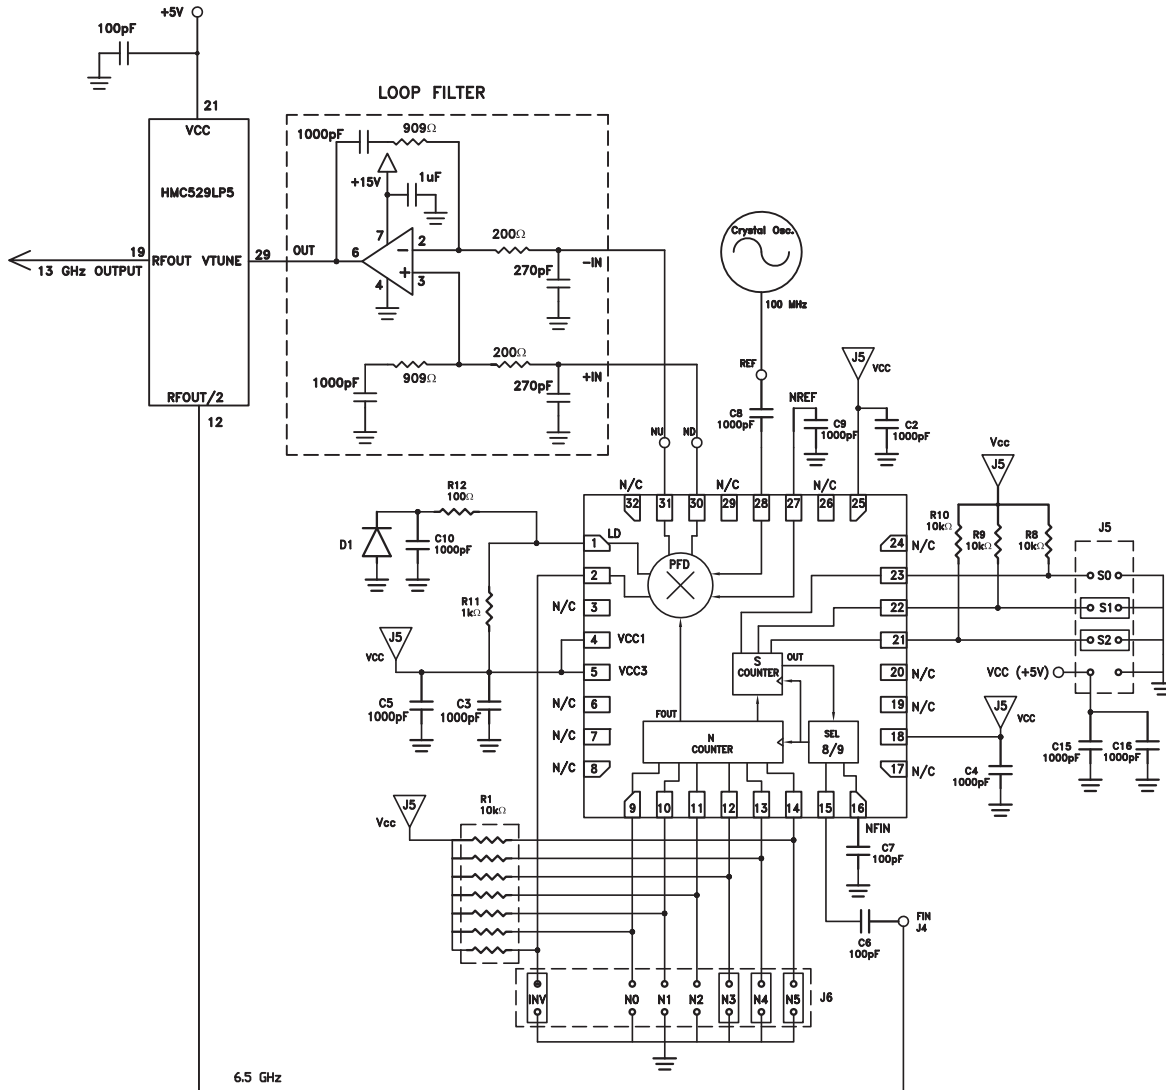 +5V
100pF
21
VCC
HMC529LP5
19
RFOUT VTUNE
29
13 GHz OUTPUT
RFOUT/2
12
LOOP FILTER
1000pF
909Ω
+15V
1uF
OUT
7
6
2
−
+
3
4
200Ω
270pF
-IN
200Ω
909Ω
1000pF
270pF
+IN
Crystal Osc.
100 MHz
REF
C8
1000pF
NREF
C9
1000pF
J5
VCC
C2
1000pF
NU
ND
N/C
32
31
30
N/C
29
28
27
N/C
26
25
R12
100Ω
D1
C10
1000pF
R11
1kΩ
LD
1
2
N/C
3
4
VCC1
5
VCC3
N/C
6
N/C
7
N/C
8
J5
VCC
C5
1000pF
C3
1000pF
PFD
S
COUNTER
OUT
FOUT
N
COUNTER
SEL
8/9
24
N/C
23
22
21
20
N/C
19
N/C
18
17
N/C
Vcc
J5
R10
10kΩ
R9
10kΩ
R8
10kΩ
J5
S0
S1
S2
VCC (+5V)
C15
1000pF
C16
1000pF
J5
VCC
C4
1000pF
9
10
11
12
13
14
15
16
NFIN
C7
100pF
C6
100pF
FIN
J4
J5
Vcc
R1
10kΩ
INV
N0
N1
N2
N3
N4
N5
J6
6.5 GHz